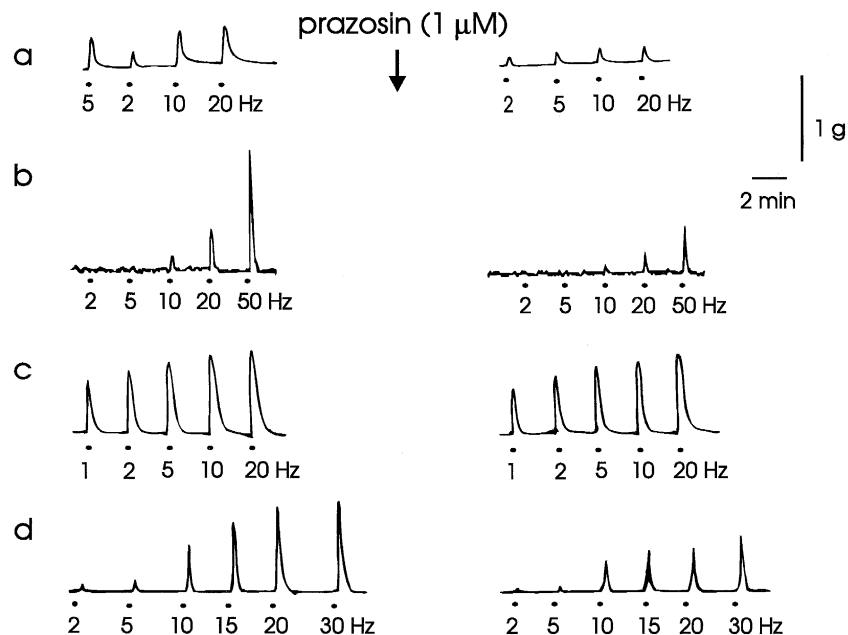 prazosin (1 µM)
a
5 2 10 20 Hz
2 5 10 20 Hz
1 g
2 min
b
2 5 10 20 50 Hz
2 5 10 20 50 Hz
c
1 2 5 10 20 Hz
1 2 5 10 20 Hz
d
2 5 10 15 20 30 Hz
2 5 10 15 20 30 Hz